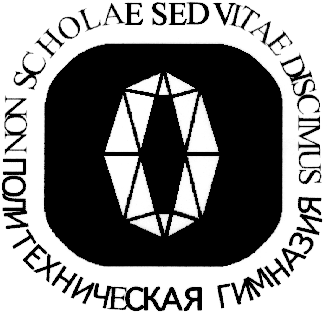 NON SCHOLAE SED VITAE DISCIMUS
ПОЛИТЕХНИЧЕСКАЯ ГИМНАЗИЯ